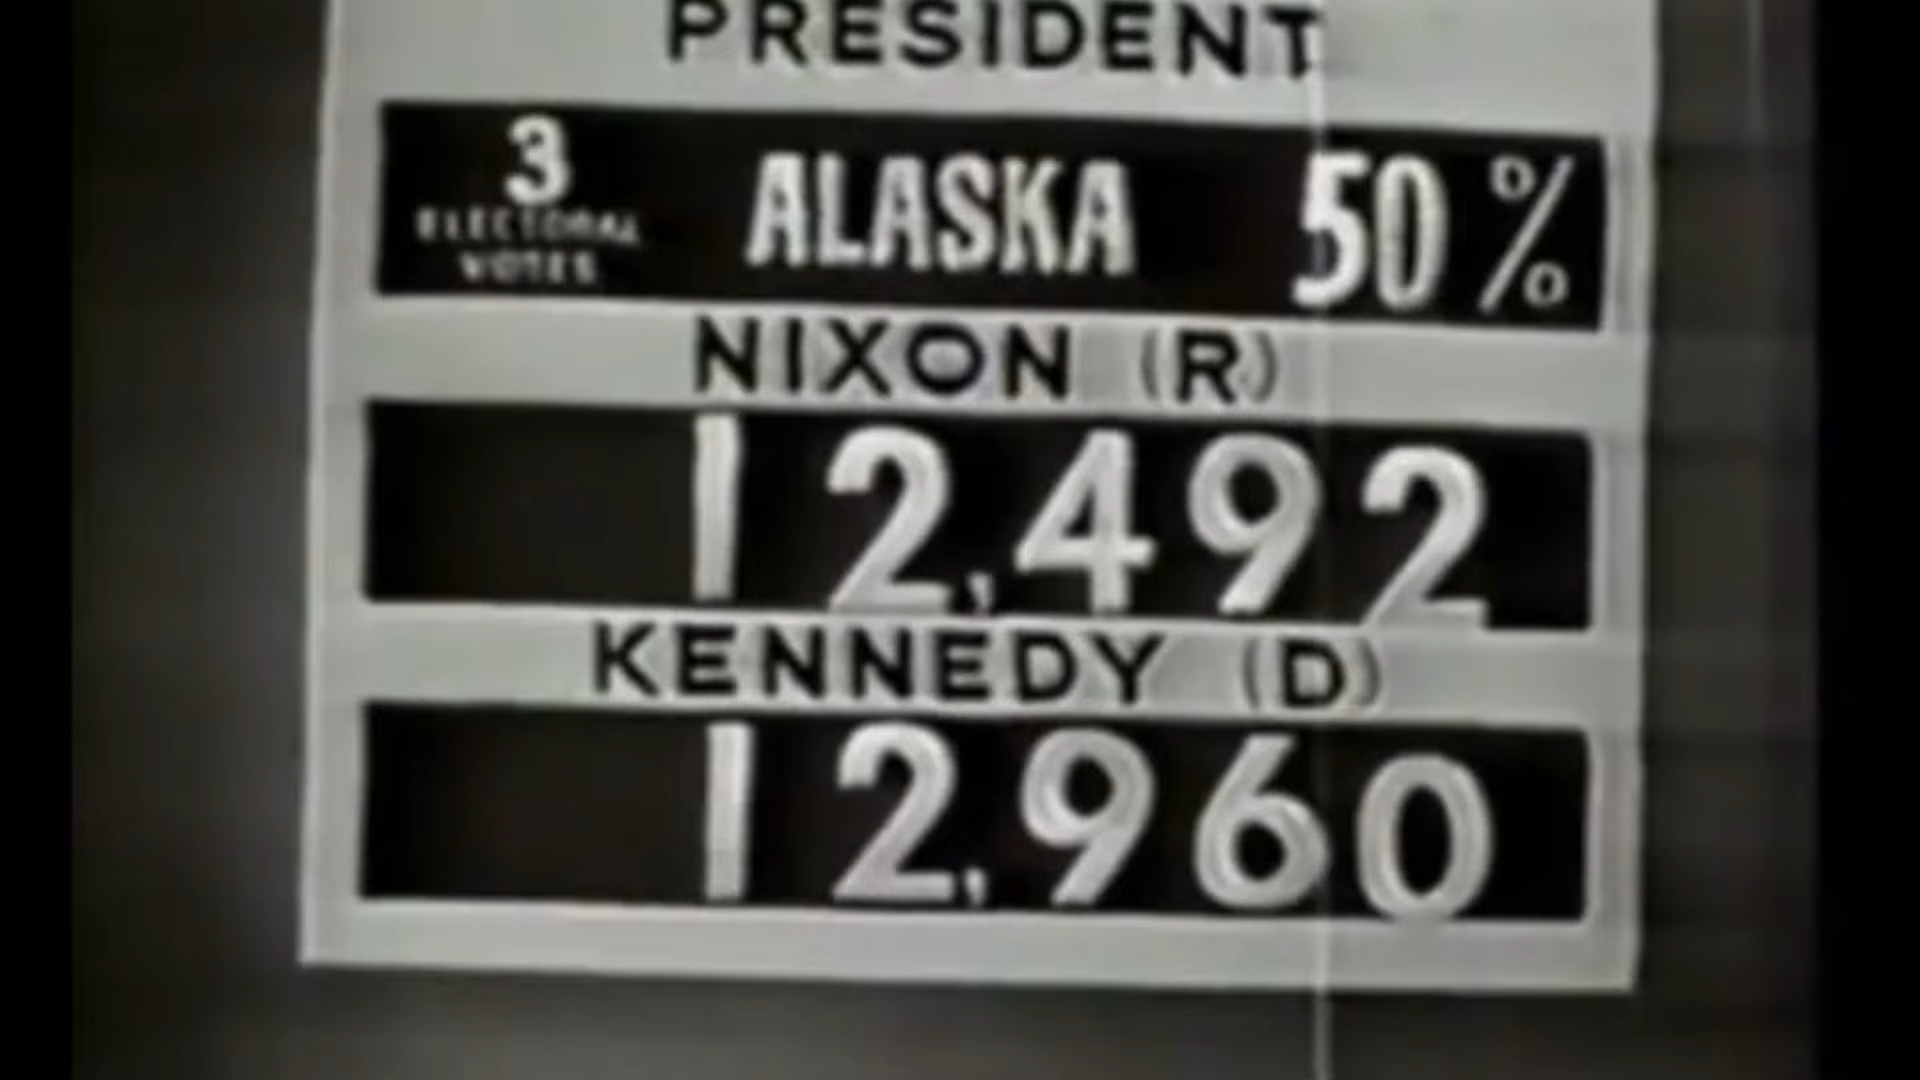 PRESIDENT
3 ELECTORAL VOTES ALASKA 50%
NIXON (R)
12,492
KENNEDY (D)
12,960